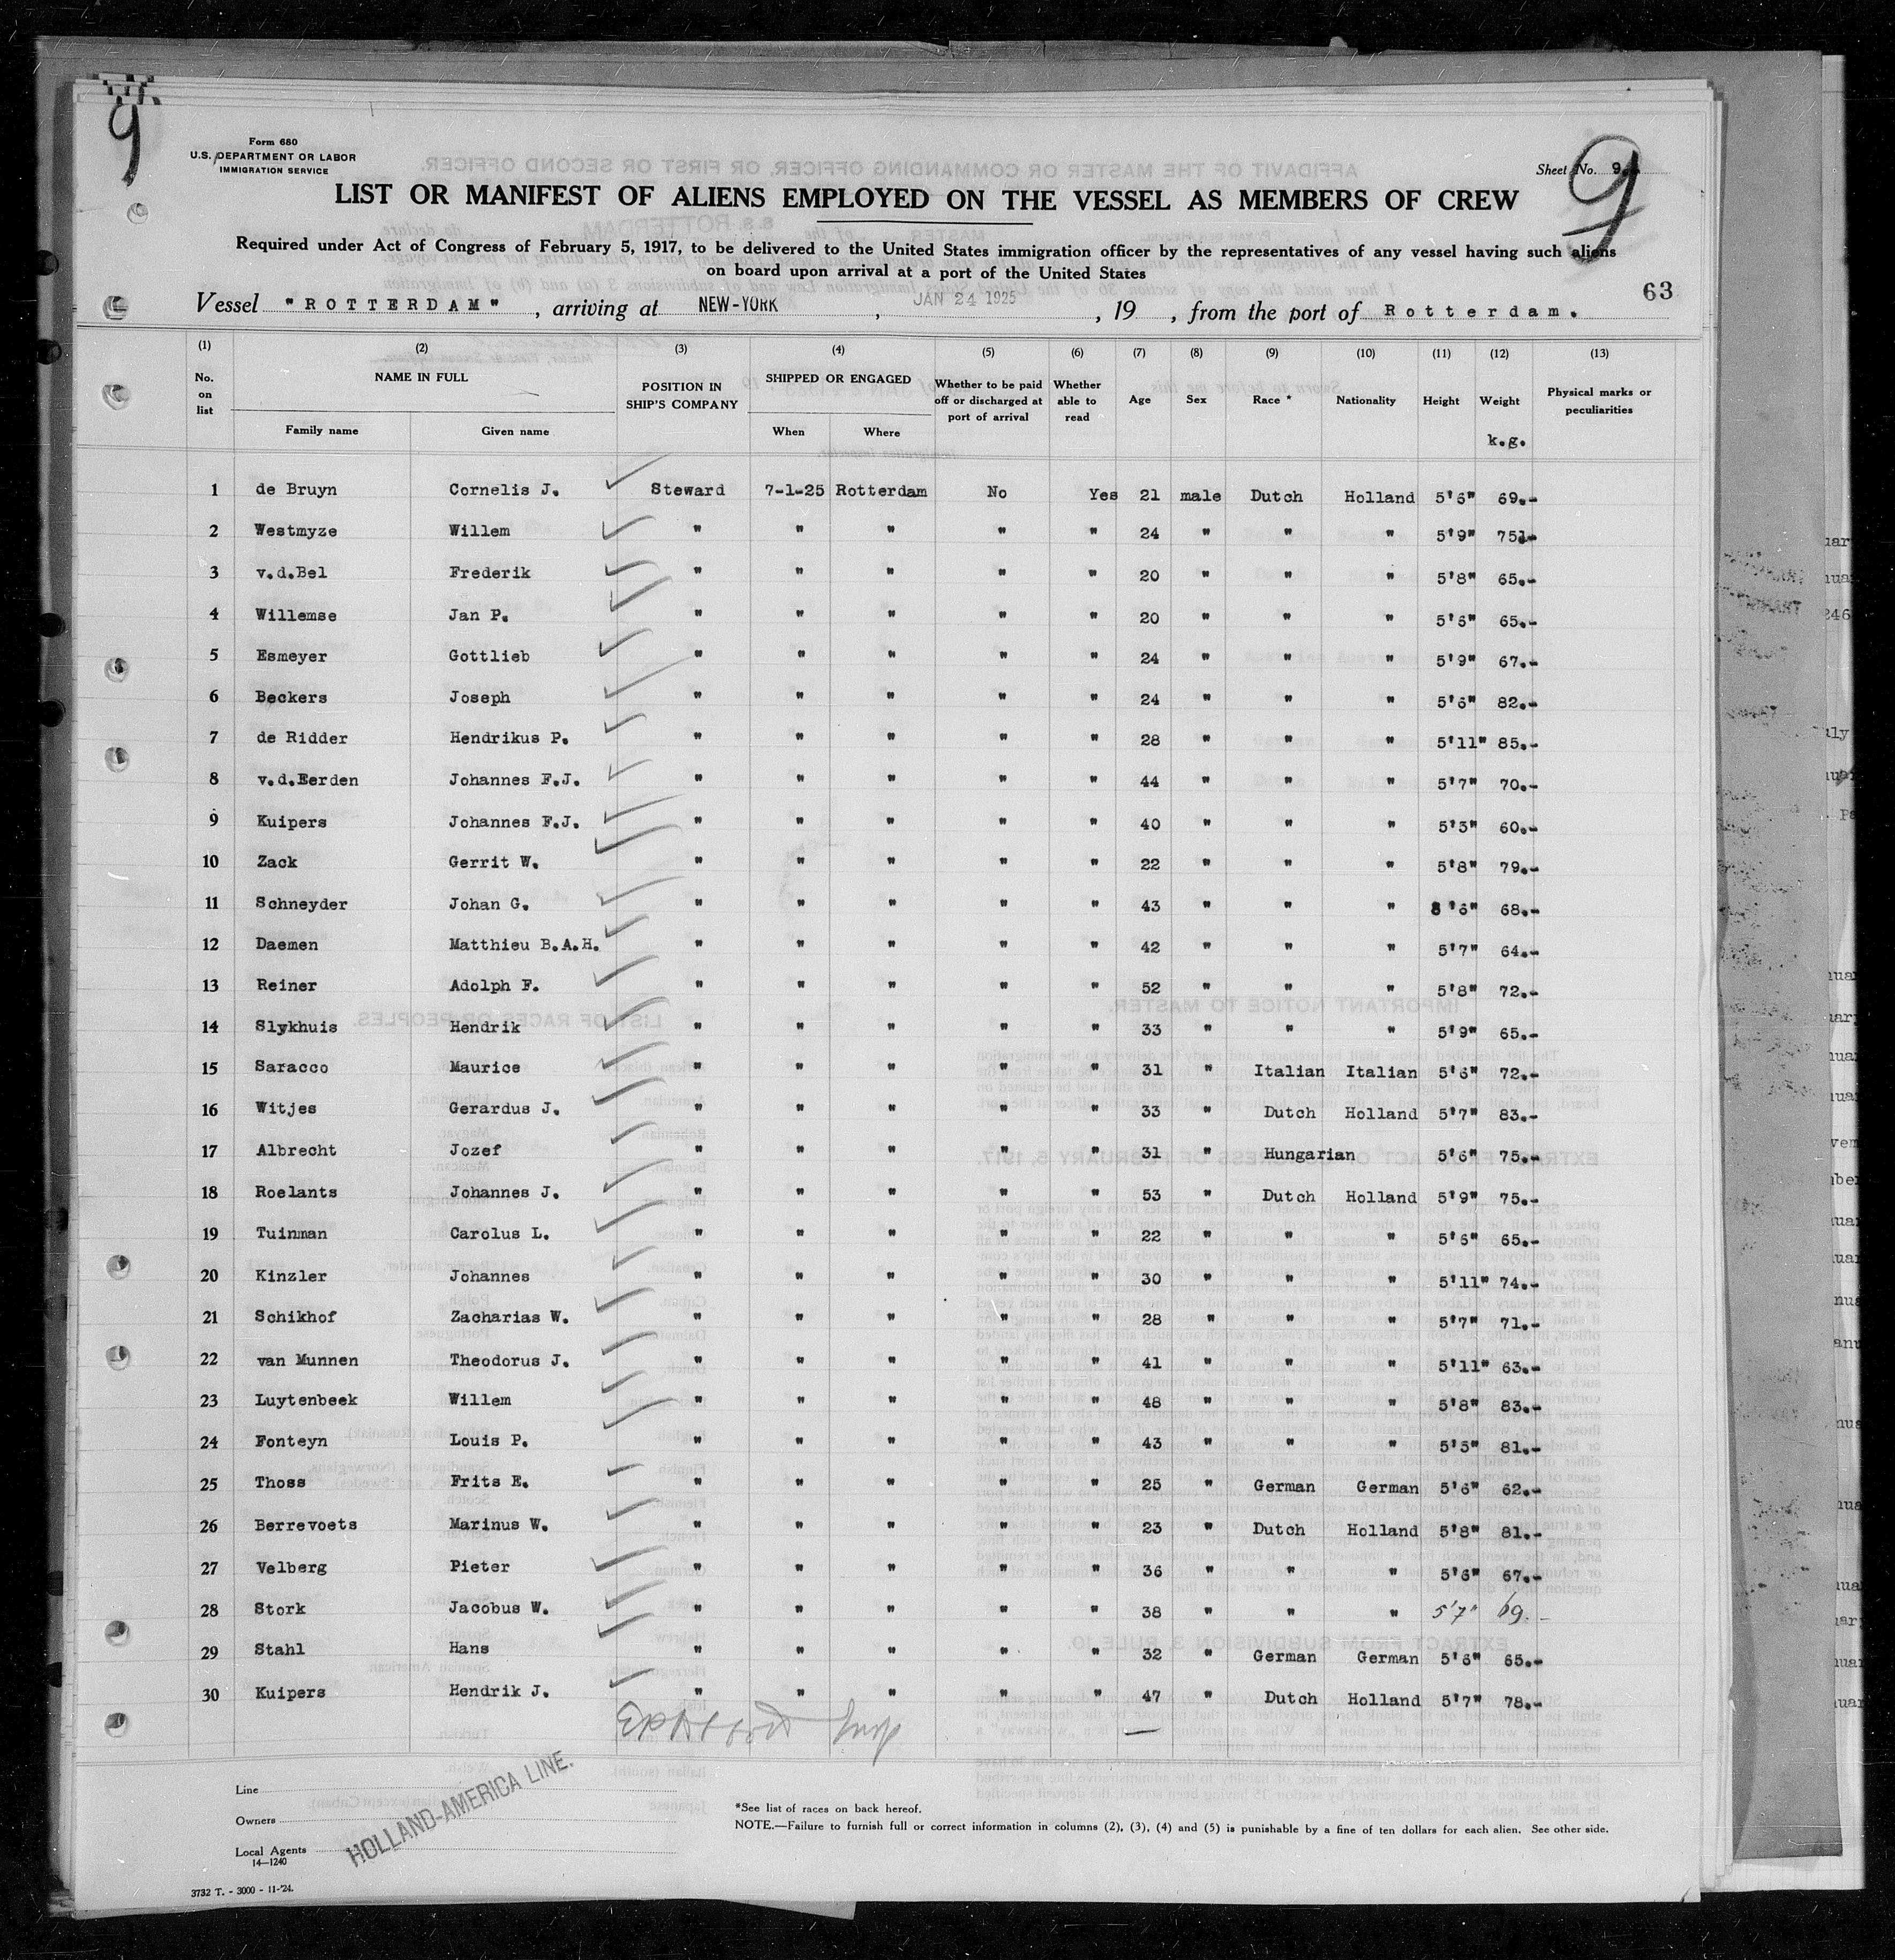 9
Form 680
U.S. DEPARTMENT OR LABOR
IMMIGRATION SERVICE
Sheet No. 9
9
LIST OR MANIFEST OF ALIENS EMPLOYED ON THE VESSEL AS MEMBERS OF CREW
Required under Act of Congress of February 5, 1917, to be delivered to the United States immigration officer by the representatives of any vessel having such aliens
on board upon arrival at a port of the United States
63
Vessel "ROTTERDAM", arriving at NEW-YORK, JAN 24 1925, 19 , from the port of Rotterdam.
(1) (2) (3) (4) (5) (6) (7) (8) (9) (10) (11) (12) (13)
No. on list NAME IN FULL POSITION IN SHIP'S COMPANY SHIPPED OR ENGAGED Whether to be paid off or discharged at port of arrival Whether able to read Age Sex Race * Nationality Height Weight Physical marks or peculiarities
Family name Given name When Where k.g.
1 de Bruyn Cornelis J. Steward 7-1-25 Rotterdam No Yes 21 male Dutch Holland 5'6" 69.-
2 Westmyze Willem " " " " " 24 " " " 5'9" 75.-
3 v.d.Bel Frederik " " " " " 20 " " " 5'8" 65.-
4 Willemse Jan P. " " " " " 20 " " " 5'6" 65.-
5 Esmeyer Gottlieb " " " " " 24 " " " 5'9" 67.-
6 Beckers Joseph " " " " " 24 " " " 5'6" 82.-
7 de Ridder Hendrikus P. " " " " " 28 " " " 5'11" 85.-
8 v.d.Eerden Johannes F.J. " " " " " 44 " " " 5'7" 70.-
9 Kuipers Johannes F.J. " " " " " 40 " " " 5'3" 60.-
10 Zack Gerrit W. " " " " " 22 " " " 5'8" 79.-
11 Schneyder Johan G. " " " " " 43 " " " 5'6" 68.-
12 Daemen Matthieu B.A.H. " " " " " 42 " " " 5'7" 64.-
13 Reiner Adolph F. " " " " " 52 " " " 5'8" 72.-
14 Slykhuis Hendrik " " " " " 33 " " " 5'9" 65.-
15 Saracco Maurice " " " " " 31 " Italian Italian 5'6" 72.-
16 Witjes Gerardus J. " " " " " 33 " Dutch Holland 5'7" 83.-
17 Albrecht Jozef " " " " " 31 " Hungarian 5'6" 75.-
18 Roelants Johannes J. " " " " " 53 " Dutch Holland 5'9" 75.-
19 Tuinman Carolus L. " " " " " 22 " " " 5'6" 65.-
20 Kinzler Johannes " " " " " 30 " " " 5'11" 74.-
21 Schikhof Zacharias W. " " " " " 28 " " " 5'7" 71.-
22 van Munnen Theodorus J. " " " " " 41 " " " 5'11" 63.-
23 Luytenbeek Willem " " " " " 48 " " " 5'8" 83.-
24 Fonteyn Louis P. " " " " " 43 " " " 5'5" 81.-
25 Thoss Frits E. " " " " " 25 " German German 5'6" 62.-
26 Berrevoets Marinus W. " " " " " 23 " Dutch Holland 5'8" 81.-
27 Velberg Pieter " " " " " 36 " " " 5'6" 67.-
28 Stork Jacobus W. " " " " " 38 " " " 5'7" 69.-
29 Stahl Hans " " " " " 32 " German German 5'6" 65.-
30 Kuipers Hendrik J. " " " " " 47 " Dutch Holland 5'7" 78.-
Line
Owners
Local Agents
14—1240
HOLLAND-AMERICA LINE.
*See list of races on back hereof.
NOTE.—Failure to furnish full or correct information in columns (2), (3), (4) and (5) is punishable by a fine of ten dollars for each alien. See other side.
3732 T. - 3000 - 11-'24.